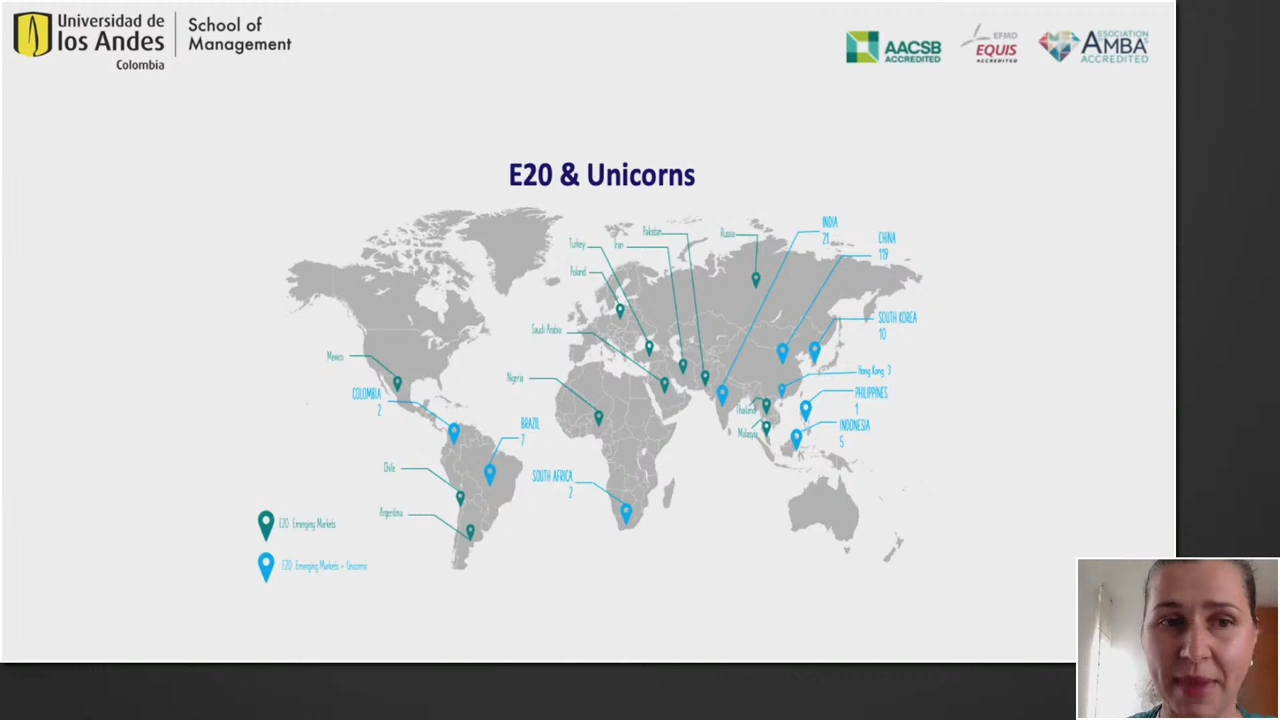 Universidad de
los Andes
Colombia
School of
Management
AACSB
ACCREDITED
EFMD
EQUIS
ACCREDITED
ASSOCIATION
AMBA's
ACCREDITED
E20 & Unicorns
INDIA
21
Pakistan
Russia
Turkey
Iran
CHINA
119
Poland
SOUTH KOREA
10
Saudi Arabia
Mexico
Hong Kong 3
Nigeria
COLOMBIA
2
PHILIPPINES
1
Thailand
BRAZIL
7
INDONESIA
5
Malasya
Chile
SOUTH AFRICA
2
Argentina
E20 Emerging Markets
E20 Emerging Markets + Unicorns